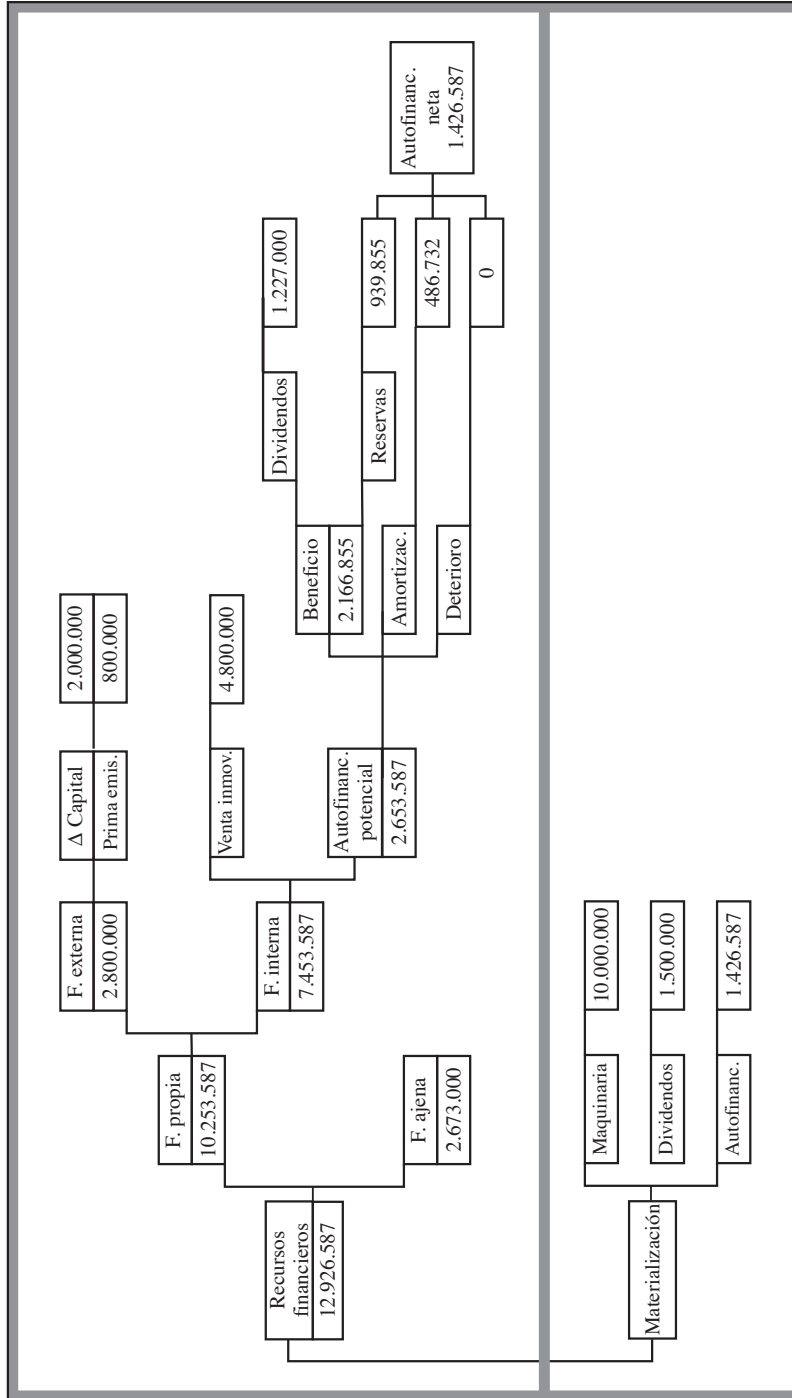 Recursos
financieros
12.926.587
F. propia
10.253.587
F. ajena
2.673.000
F. externa
2.800.000
F. interna
7.453.587
Δ Capital
Prima emis.
2.000.000
800.000
Venta inmov.
4.800.000
Autofinanc.
potencial
2.653.587
Beneficio
2.166.855
Amortizac.
Deterioro
Dividendos
1.227.000
Reservas
939.855
486.732
0
Autofinanc.
neta
1.426.587
Materialización
Maquinaria
10.000.000
Dividendos
1.500.000
Autofinanc.
1.426.587